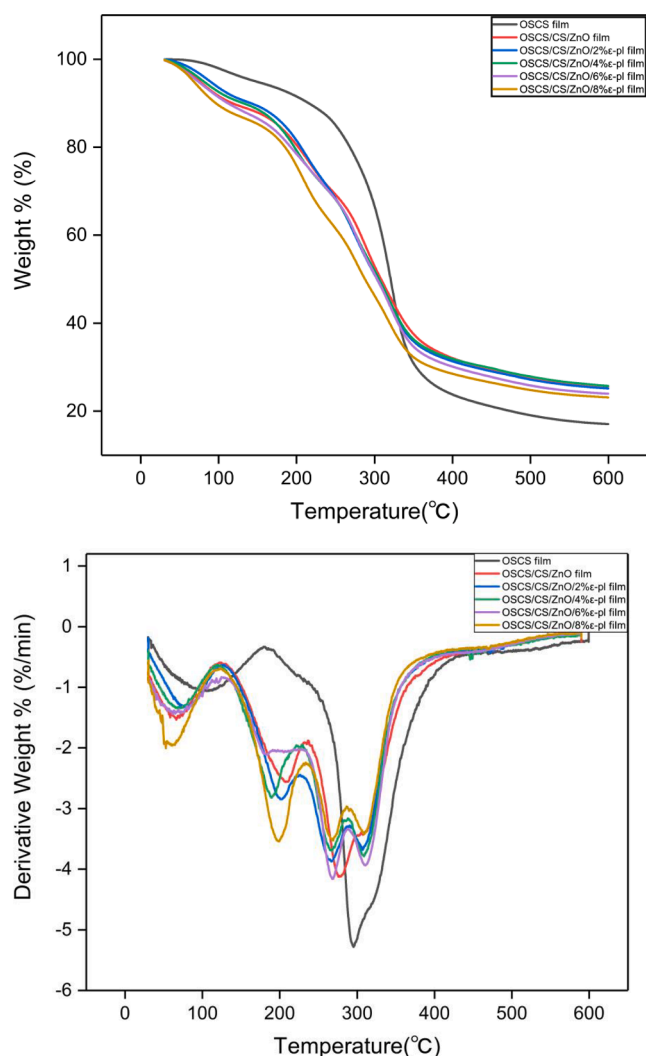 OSCS film
OSCS/CS/ZnO film
OSCS/CS/ZnO/2%ε-pl film
OSCS/CS/ZnO/4%ε-pl film
OSCS/CS/ZnO/6%ε-pl film
OSCS/CS/ZnO/8%ε-pl film
100
80
60
40
20
Weight % (%)
0 100 200 300 400 500 600
Temperature(℃)
OSCS film
OSCS/CS/ZnO film
OSCS/CS/ZnO/2%ε-pl film
OSCS/CS/ZnO/4%ε-pl film
OSCS/CS/ZnO/6%ε-pl film
OSCS/CS/ZnO/8%ε-pl film
1
0
-1
-2
-3
-4
-5
-6
Derivative Weight % (%/min)
0 100 200 300 400 500 600
Temperature(℃)